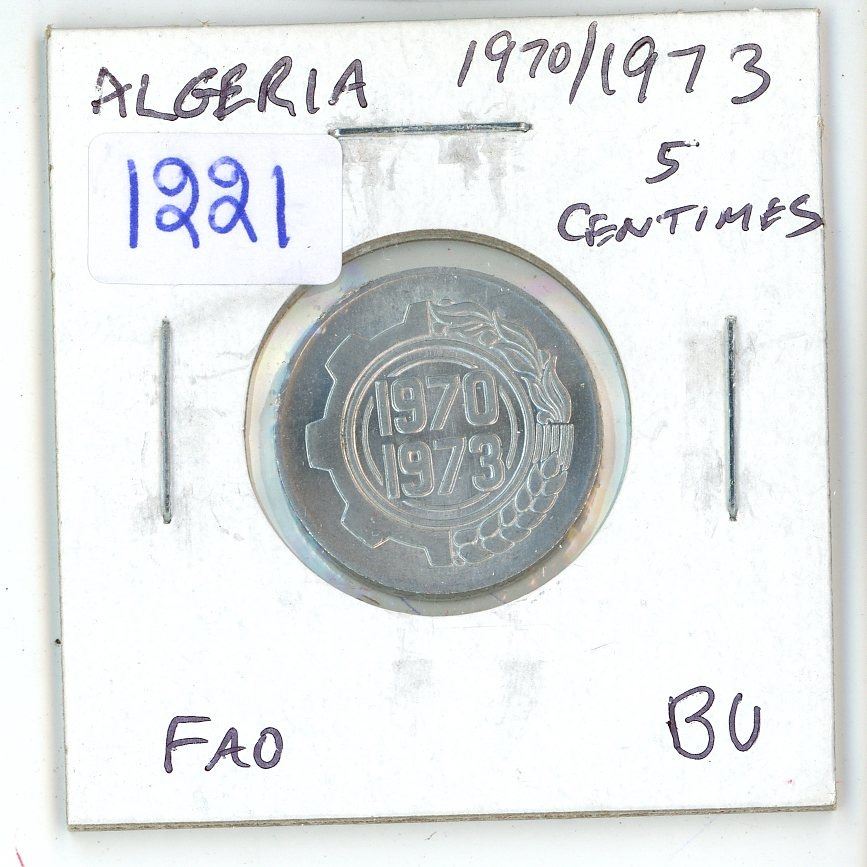 ALGERIA 1970/1973
1221
5
CENTIMES
1970
1973
FAO
BU